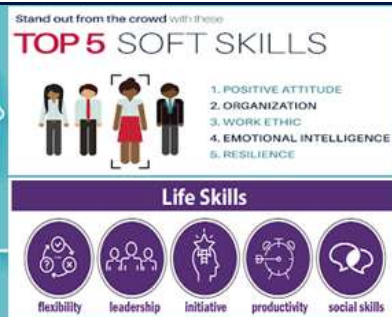 Stand out from the crowd with these
TOP 5 SOFT SKILLS
1. POSITIVE ATTITUDE
2. ORGANIZATION
3. WORK ETHIC
4. EMOTIONAL INTELLIGENCE
5. RESILIENCE
Life Skills
flexibility leadership initiative productivity social skills